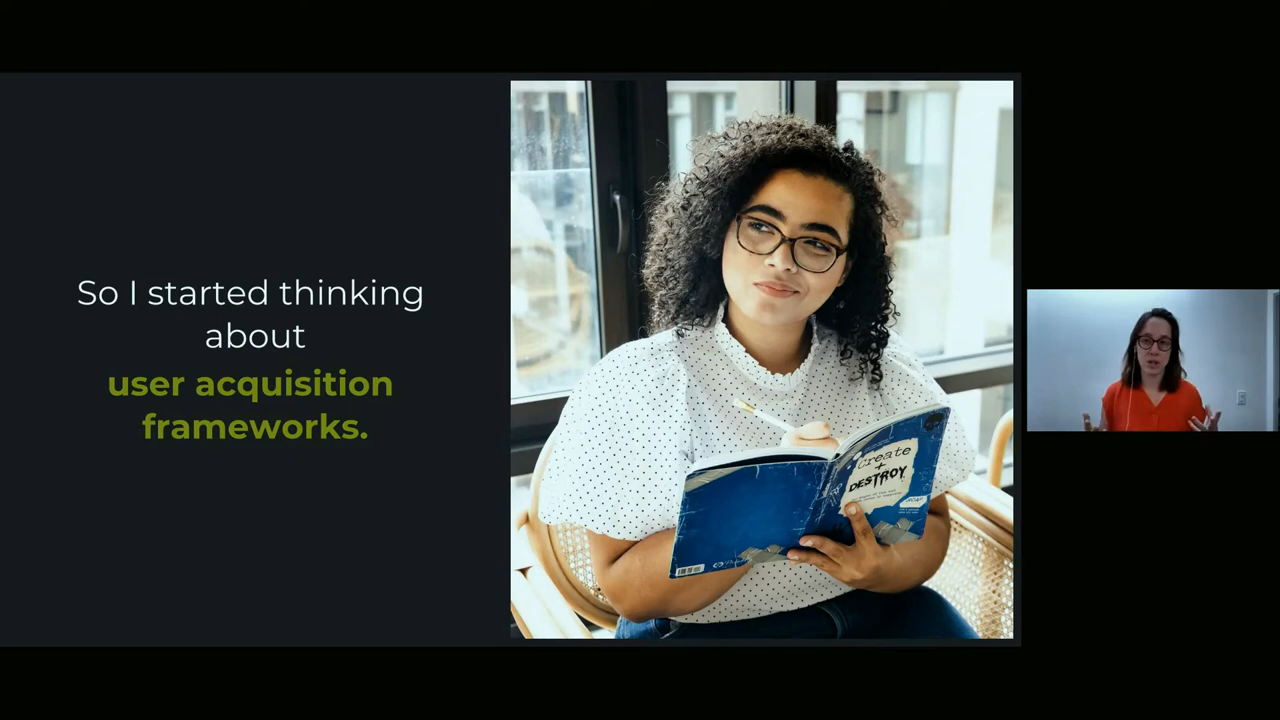 So I started thinking
about
user acquisition
frameworks.
create
+
DESTROY